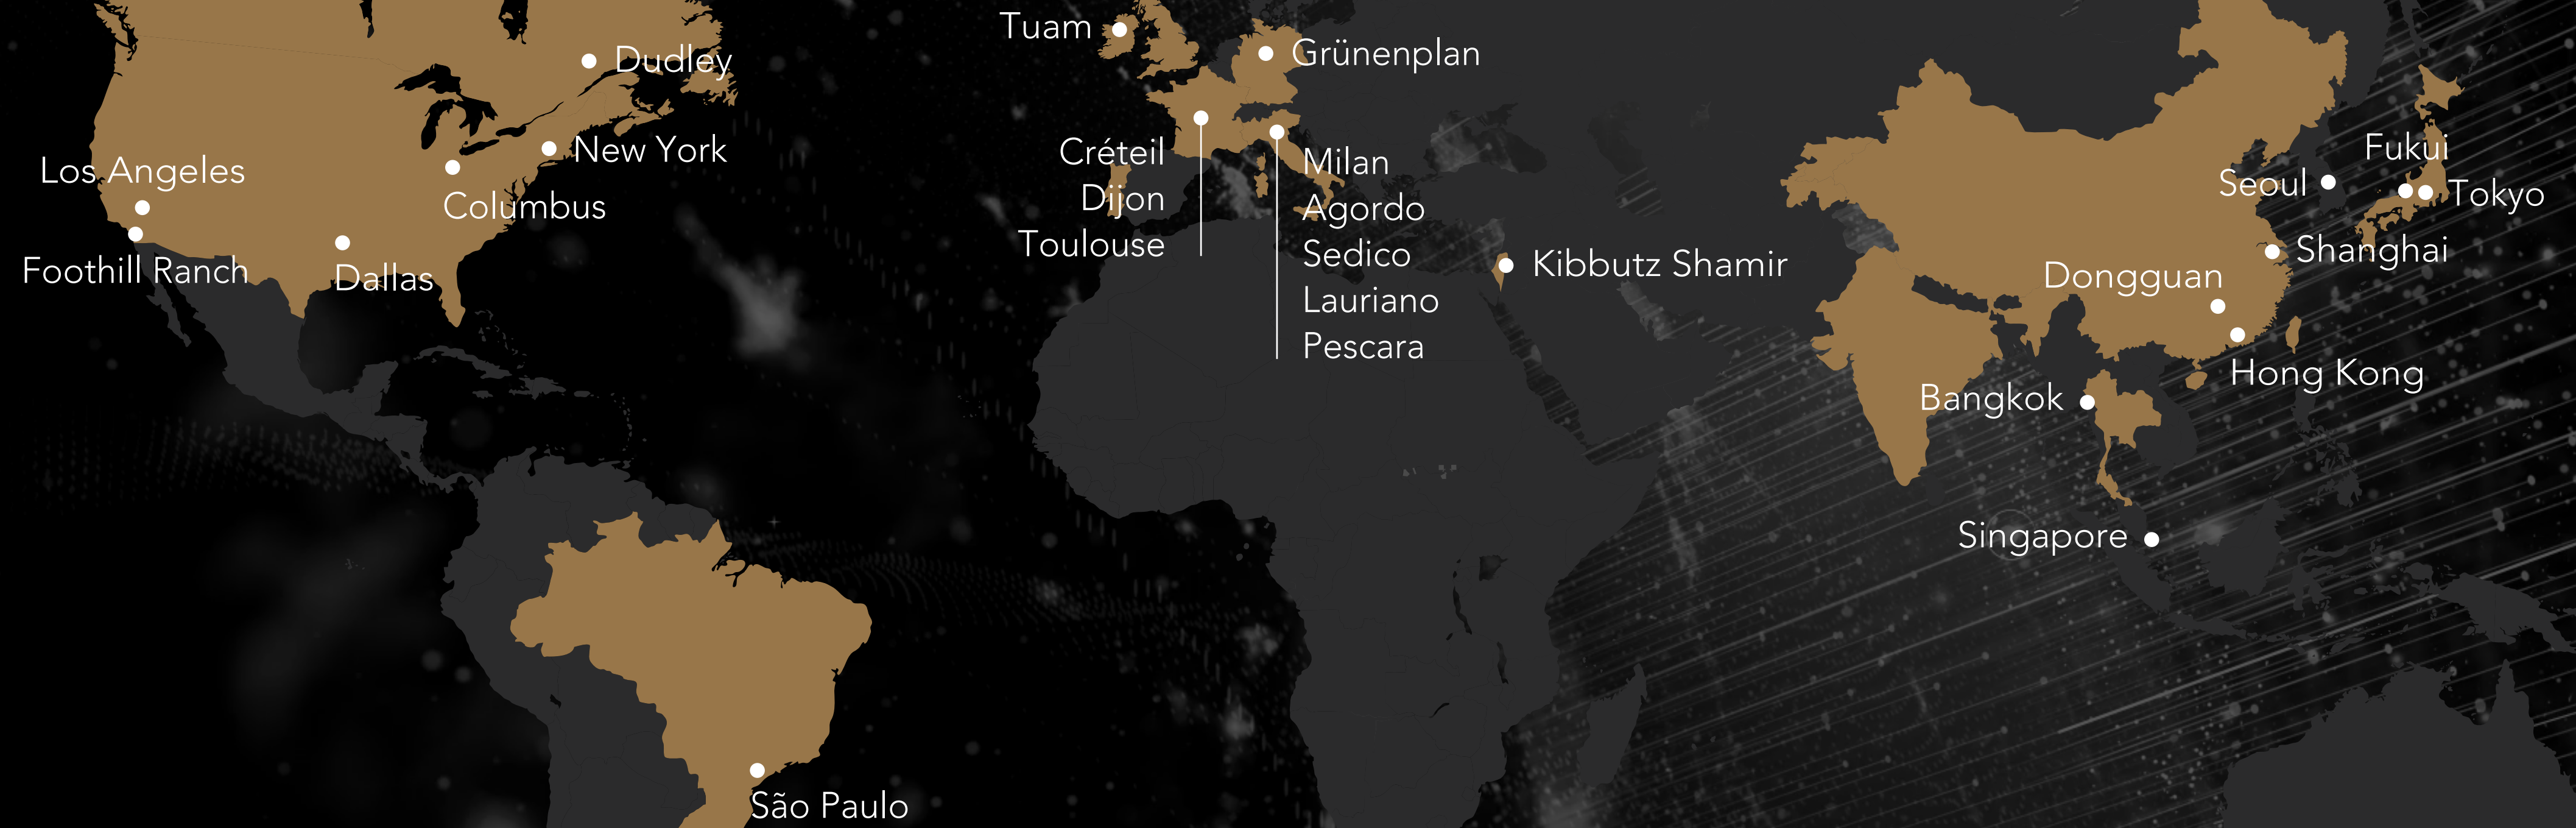 Tuam
Dudley
Grünenplan
New York
Los Angeles
Columbus
Foothill Ranch
Dallas
Créteil
Dijon
Toulouse
Milan
Agordo
Sedico
Lauriano
Pescara
Kibbutz Shamir
Fukui
Seoul
Tokyo
Shanghai
Dongguan
Hong Kong
Bangkok
Singapore
São Paulo